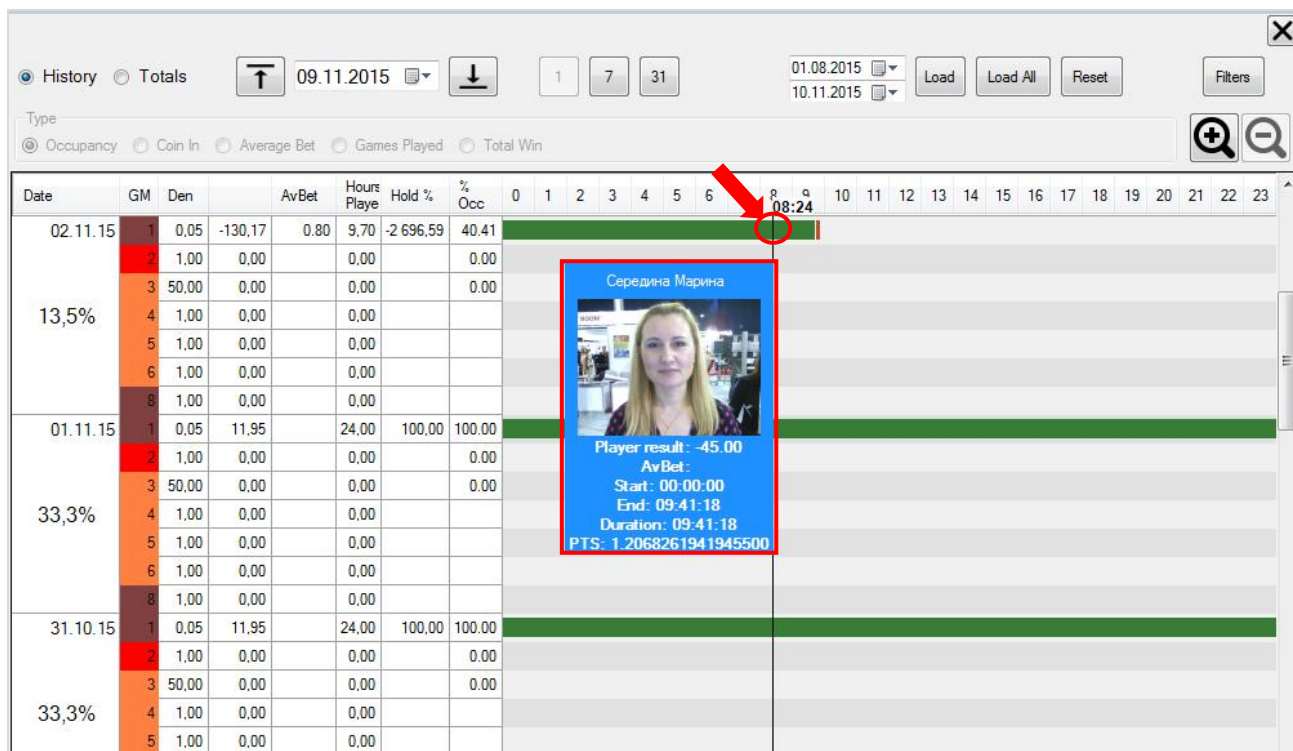 History Totals 09.11.2015 1 7 31 01.08.2015 Load Load All Reset Filters
10.11.2015
Type
Occupancy Coin In Average Bet Games Played Total Win
Date GM Den AvBet Hours Playe Hold % % Occ 0 1 2 3 4 5 6 8 9 10 11 12 13 14 15 16 17 18 19 20 21 22 23
08:24
02.11.15 1 0,05 -130,17 0.80 9,70 -2 696,59 40.41
2 1,00 0,00 0,00 0.00
3 50,00 0,00 0,00 0.00
13,5% 4 1,00 0,00 0,00
5 1,00 0,00 0,00
6 1,00 0,00 0,00
8 1,00 0,00 0,00
01.11.15 1 0,05 11,95 24,00 100,00 100.00
2 1,00 0,00 0,00 0.00
3 50,00 0,00 0,00 0.00
33,3% 4 1,00 0,00 0,00
5 1,00 0,00 0,00
6 1,00 0,00 0,00
8 1,00 0,00 0,00
31.10.15 1 0,05 11,95 24,00 100,00 100.00
2 1,00 0,00 0,00 0.00
3 50,00 0,00 0,00 0.00
33,3% 4 1,00 0,00 0,00
5 1,00 0,00 0,00
Середина Марина
ROOM
Player result: -45.00
AvBet:
Start: 00:00:00
End: 09:41:18
Duration: 09:41:18
PTS: 1.2068261941945500